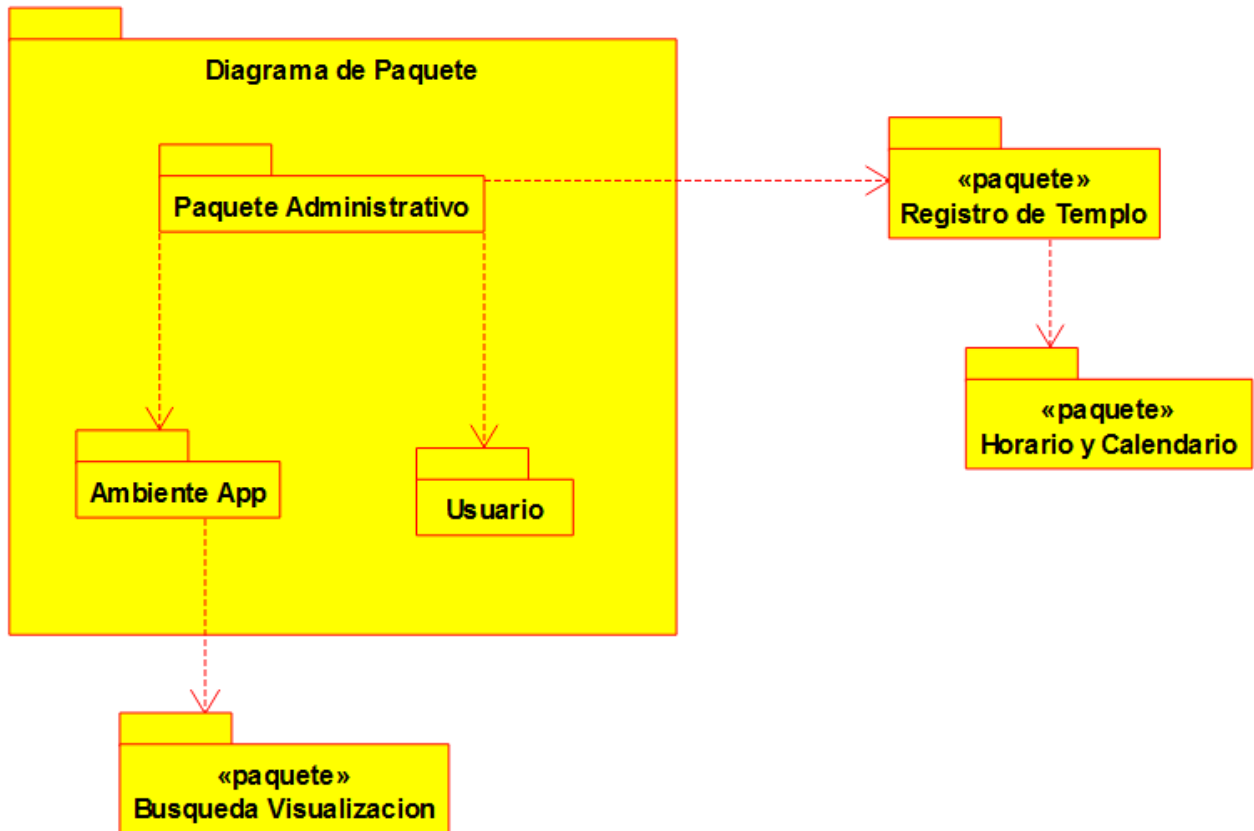 Diagrama de Paquete
Paquete Administrativo
«paquete»
Registro de Templo
«paquete»
Horario y Calendario
Ambiente App
Usuario
«paquete»
Busqueda Visualizacion